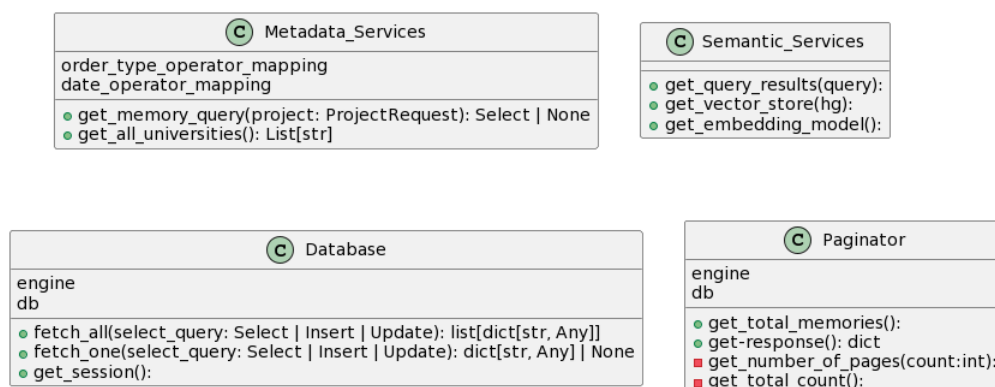 C Metadata_Services
order_type_operator_mapping
date_operator_mapping
get_memory_query(project: ProjectRequest): Select | None
get_all_universities(): List[str]
C Semantic_Services
get_query_results(query):
get_vector_store(hg):
get_embedding_model():
C Database
engine
db
fetch_all(select_query: Select | Insert | Update): list[dict[str, Any]]
fetch_one(select_query: Select | Insert | Update): dict[str, Any] | None
get_session():
C Paginator
engine
db
get_total_memories():
get-response(): dict
get_number_of_pages(count:int):
get_total_count():